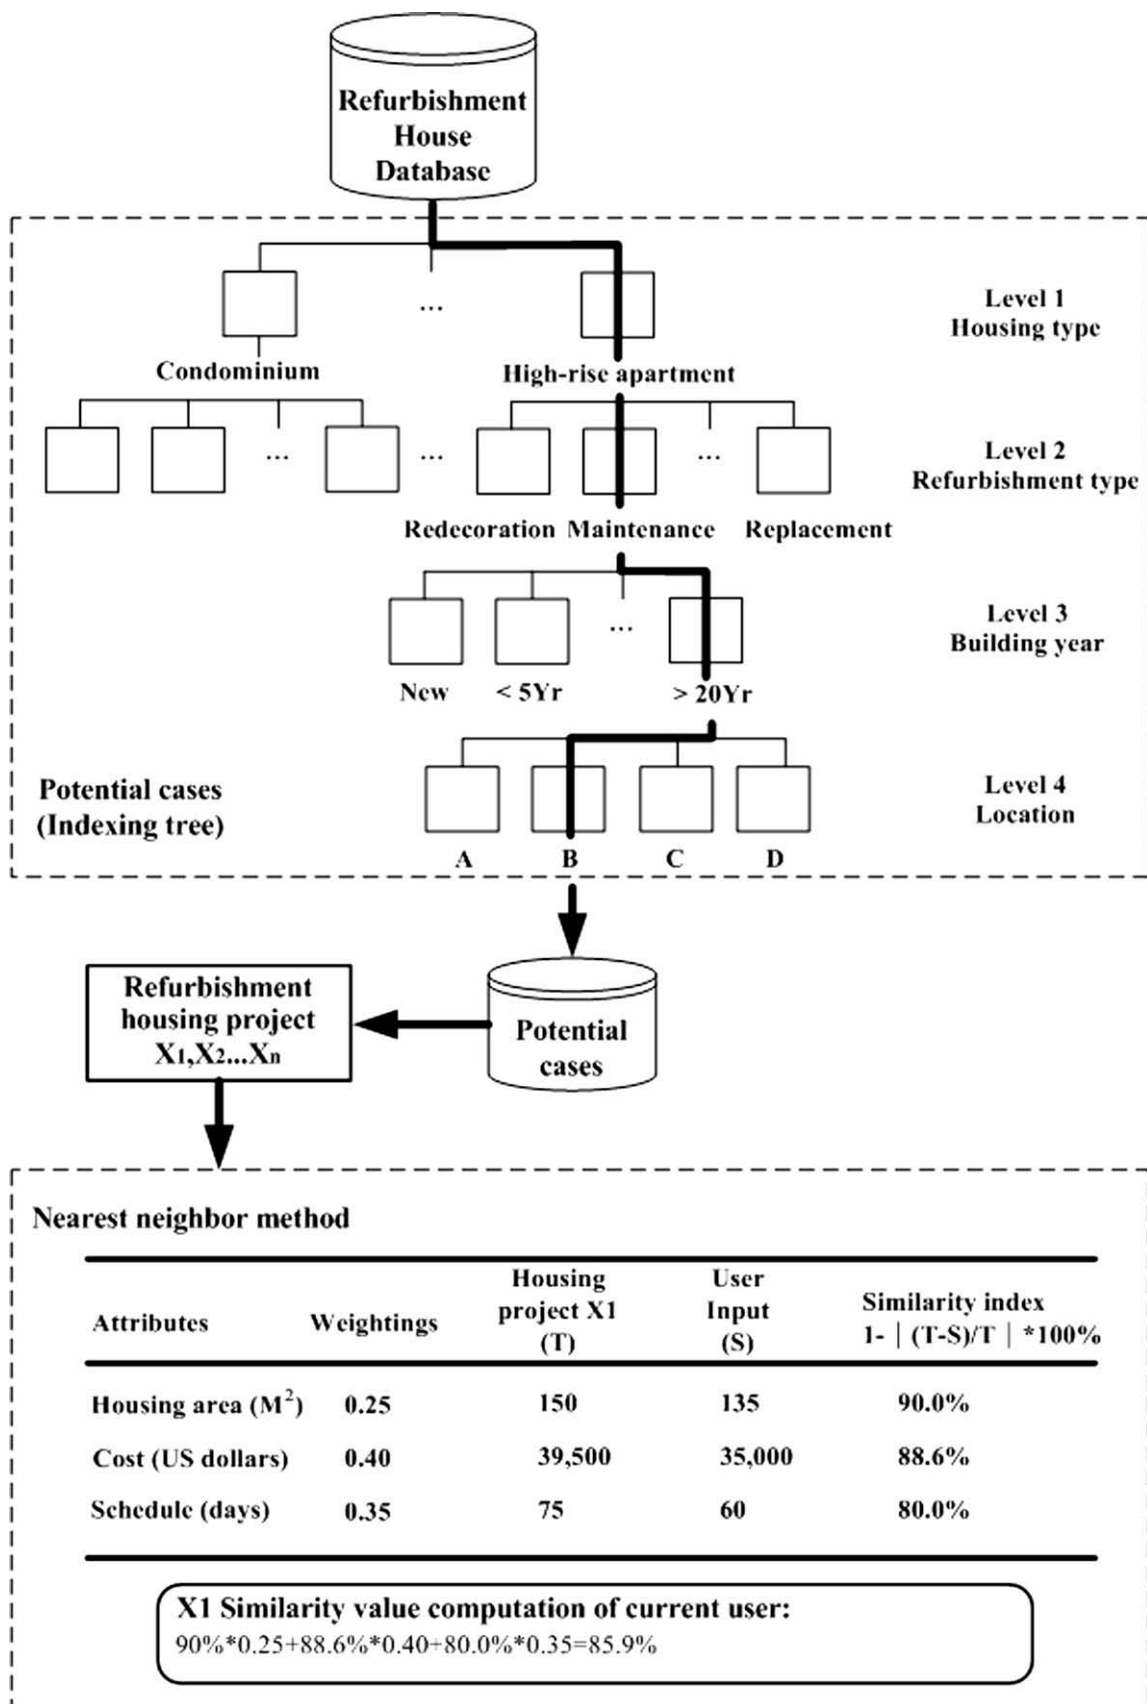 Refurbishment
House
Database
Level 1
Housing type
...
Condominium
High-rise apartment
Level 2
Refurbishment type
... ... ...
Redecoration Maintenance Replacement
Level 3
Building year
...
New < 5Yr > 20Yr
Potential cases
(Indexing tree)
Level 4
Location
A B C D
Refurbishment
housing project
X1,X2...Xn
Potential
cases
Nearest neighbor method
Attributes
Weightings
Housing
project X1
(T)
User
Input
(S)
Similarity index
1- | (T-S)/T | *100%
Housing area (M²) 0.25 150 135 90.0%
Cost (US dollars) 0.40 39,500 35,000 88.6%
Schedule (days) 0.35 75 60 80.0%
X1 Similarity value computation of current user:
90%*0.25+88.6%*0.40+80.0%*0.35=85.9%